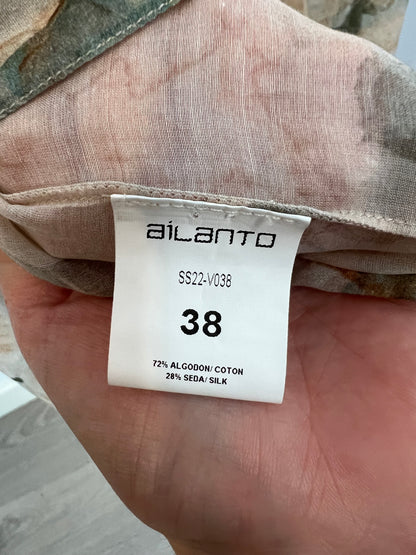 aiLanTO
SS22-V038
38
72% ALGODON/ COTON
28% SEDA/ SILK